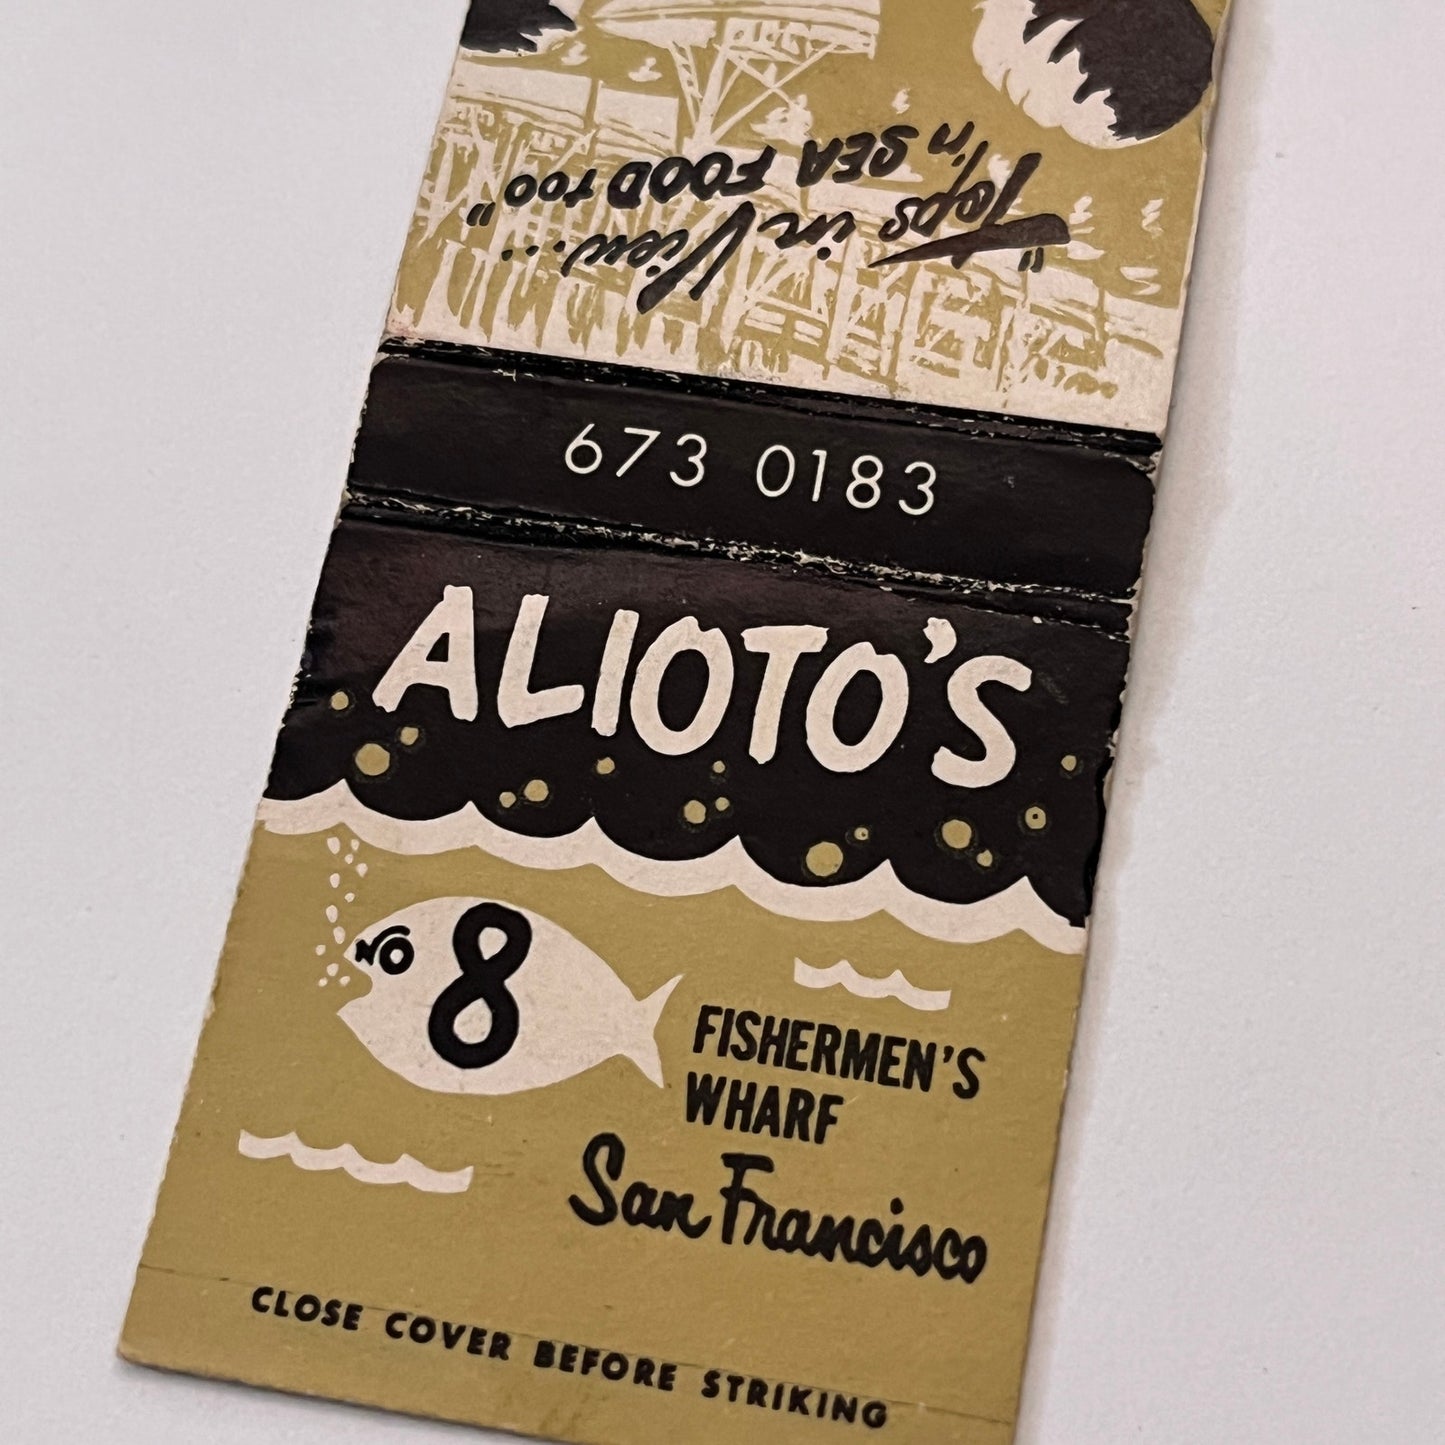 "Tops in View...
in SEA FOOD too"
673 0183
ALIOTO'S
NO 8
FISHERMEN'S
WHARF
San Francisco
CLOSE COVER BEFORE STRIKING